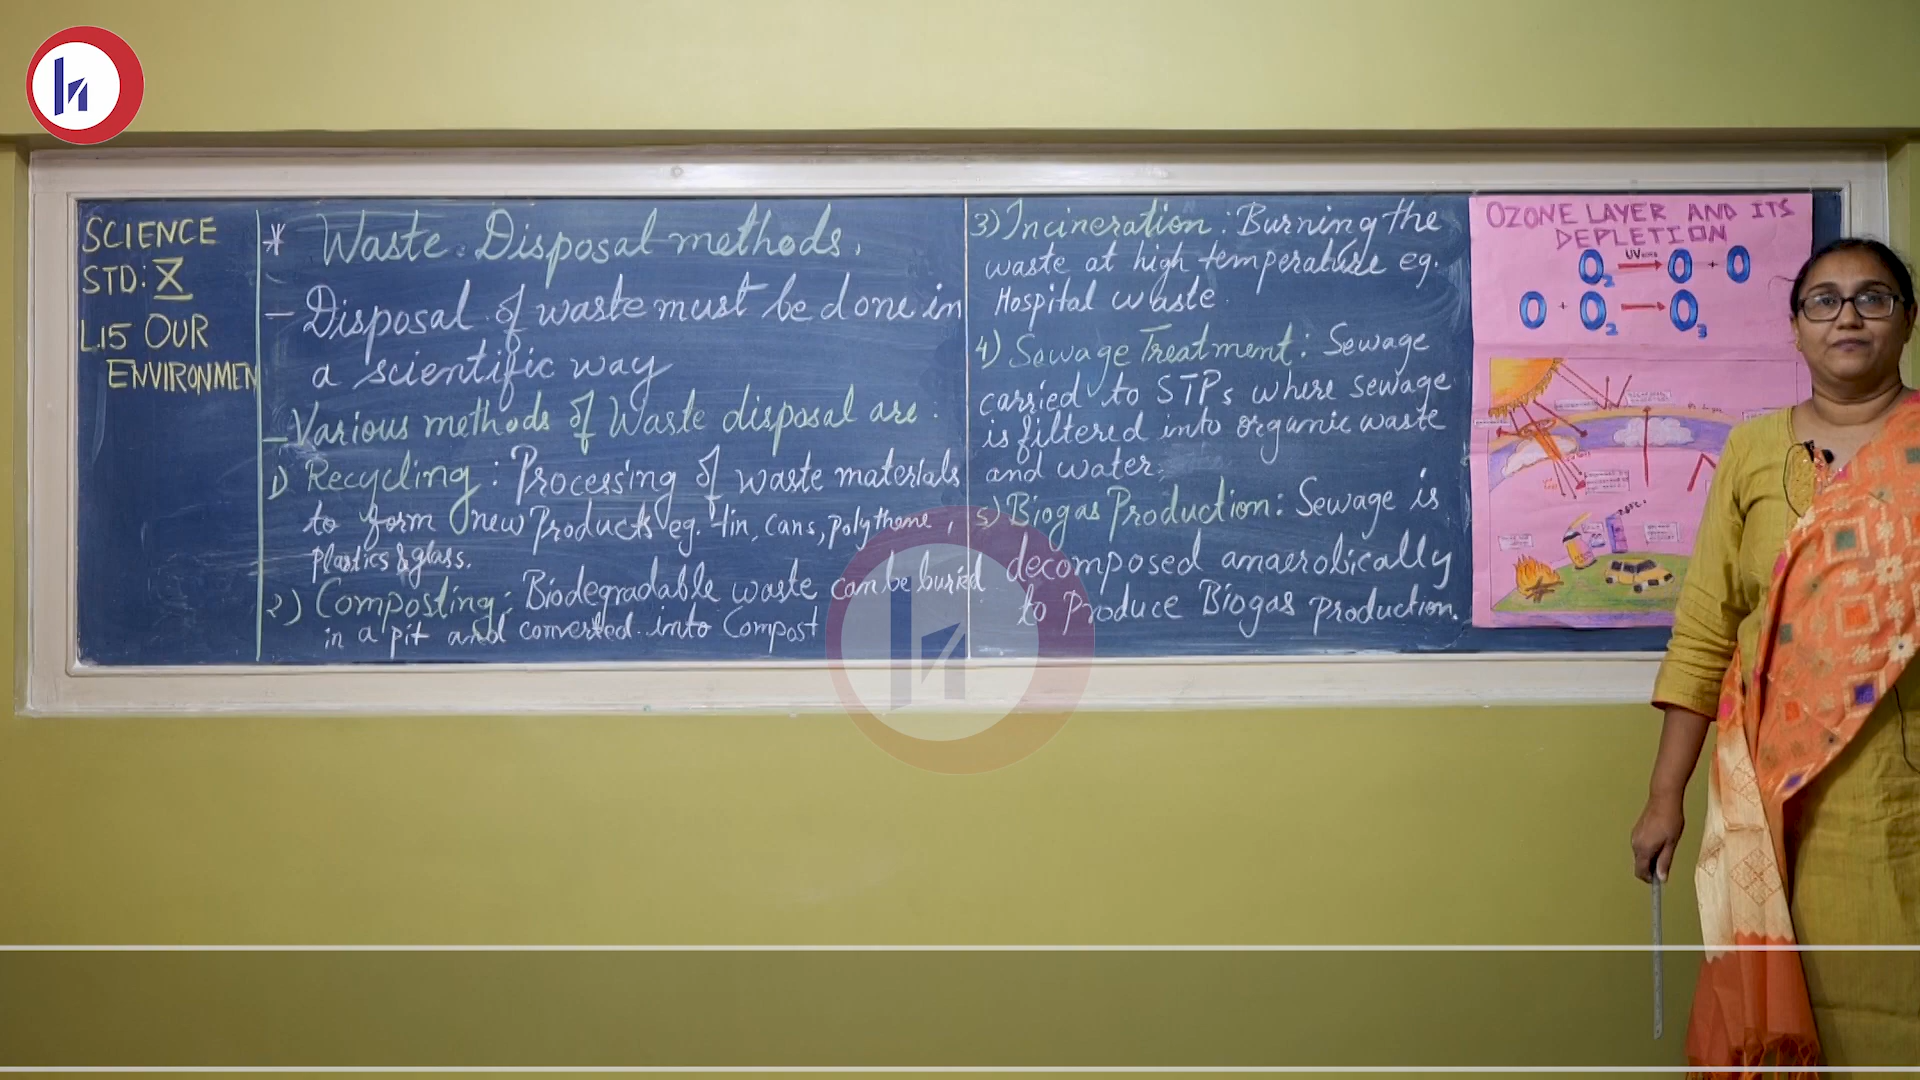 SCIENCE
STD: X
L.15 OUR
ENVIRONMEN
* Waste Disposal methods.
- Disposal of waste must be done in
a scientific way
- Various methods of Waste disposal are.
1) Recycling: Processing of waste materials
to form new Products eg. tin, cans, polythene,
Plastics & glass.
2) Composting: Biodegradable waste can be buried
in a pit and converted into Compost
3) Incineration: Burning the
waste at high temperature eg.
Hospital waste.
4) Sewage Treatment: Sewage
carried to STPs where sewage
is filtered into organic waste
and water.
5) Biogas Production: Sewage is
decomposed anaerobically
to Produce Biogas Production.
OZONE LAYER AND ITS
DEPLETION
O2 → O + O
O + O2 → O3